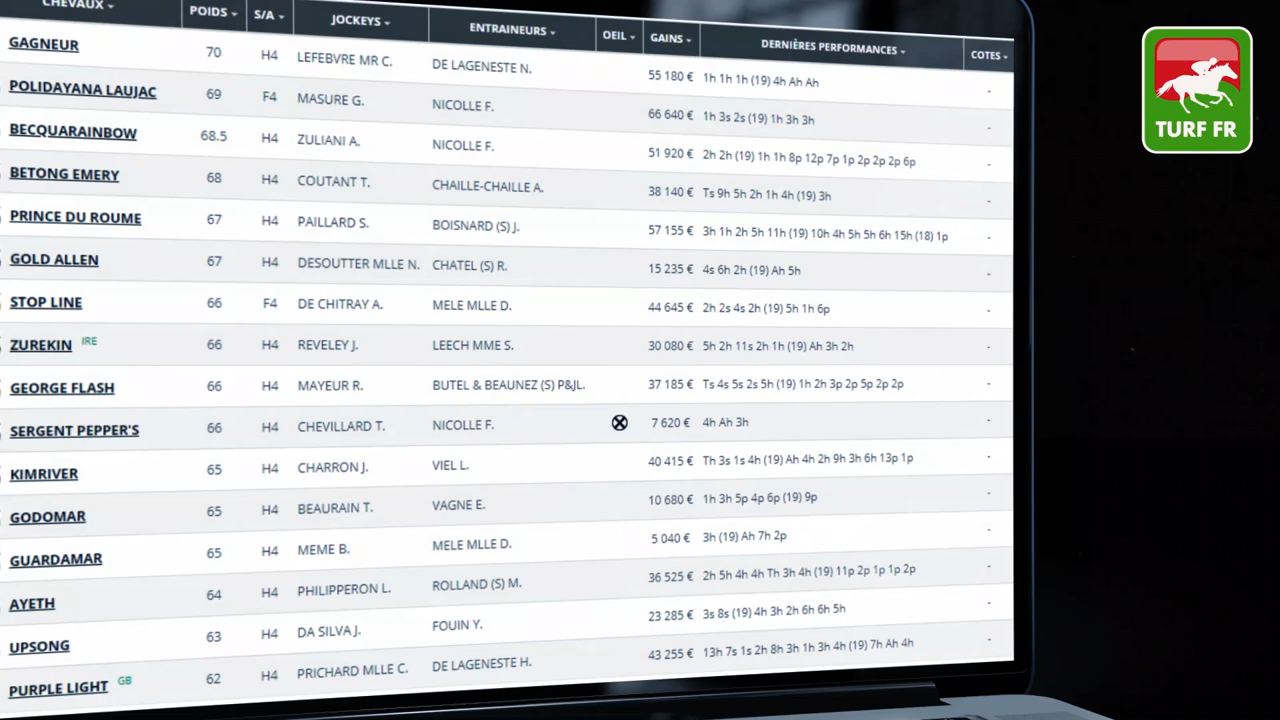 CHEVAUX POIDS S/A JOCKEYS ENTRAINEURS OEIL GAINS DERNIÈRES PERFORMANCES COTES
GAGNEUR 70 H4 LEFEBVRE MR C. DE LAGENESTE N. 55 180 € 1h 1h 1h (19) 4h Ah Ah -
POLIDAYANA LAUJAC 69 F4 MASURE G. NICOLLE F. 66 640 € 1h 3s 2s (19) 1h 3h 3h -
BECQUARAINBOW 68.5 H4 ZULIANI A. NICOLLE F. 51 920 € 2h 2h (19) 1h 1h 8p 12p 7p 1p 2p 2p 2p 6p -
BETONG EMERY 68 H4 COUTANT T. CHAILLE-CHAILLE A. 38 140 € Ts 9h 5h 2h 1h 4h (19) 3h -
PRINCE DU ROUME 67 H4 PAILLARD S. BOISNARD (S) J. 57 155 € 3h 1h 2h 5h 11h (19) 10h 4h 5h 5h 6h 15h (18) 1p -
GOLD ALLEN 67 H4 DESOUTTER MLLE N. CHATEL (S) R. 15 235 € 4s 6h 2h (19) Ah 5h -
STOP LINE 66 F4 DE CHITRAY A. MELE MLLE D. 44 645 € 2h 2s 4s 2h (19) 5h 1h 6p -
ZUREKIN IRE 66 H4 REVELEY J. LEECH MME S. 30 080 € 5h 2h 11s 2h 1h (19) Ah 3h 2h -
GEORGE FLASH 66 H4 MAYEUR R. BUTEL & BEAUNEZ (S) P&JL. 37 185 € Ts 4s 5s 2s 5h (19) 1h 2h 3p 2p 5p 2p 2p -
SERGENT PEPPER'S 66 H4 CHEVILLARD T. NICOLLE F. 7 620 € 4h Ah 3h -
KIMRIVER 65 H4 CHARRON J. VIEL L. 40 415 € Th 3s 1s 4h (19) Ah 4h 2h 9h 3h 6h 13p 1p -
GODOMAR 65 H4 BEAURAIN T. VAGNE E. 10 680 € 1h 3h 5p 4p 6p (19) 9p -
GUARDAMAR 65 H4 MEME B. MELE MLLE D. 5 040 € 3h (19) Ah 7h 2p -
AYETH 64 H4 PHILIPPERON L. ROLLAND (S) M. 36 525 € 2h 5h 4h 4h Th 3h 4h (19) 11p 2p 1p 1p 2p -
UPSONG 63 H4 DA SILVA J. FOUIN Y. 23 285 € 3s 8s (19) 4h 3h 2h 6h 6h 5h -
PURPLE LIGHT GB 62 H4 PRICHARD MLLE C. DE LAGENESTE H. 43 255 € 13h 7s 1s 2h 8h 3h 1h 3h 4h (19) 7h Ah 4h -
TURF FR